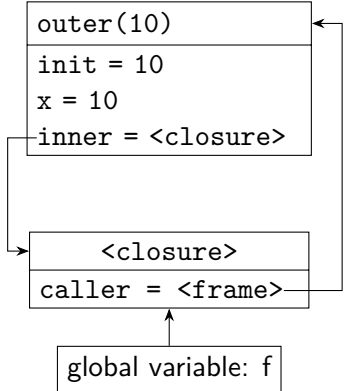 outer(10)
init = 10
x = 10
inner = <closure>
<closure>
caller = <frame>
global variable: f